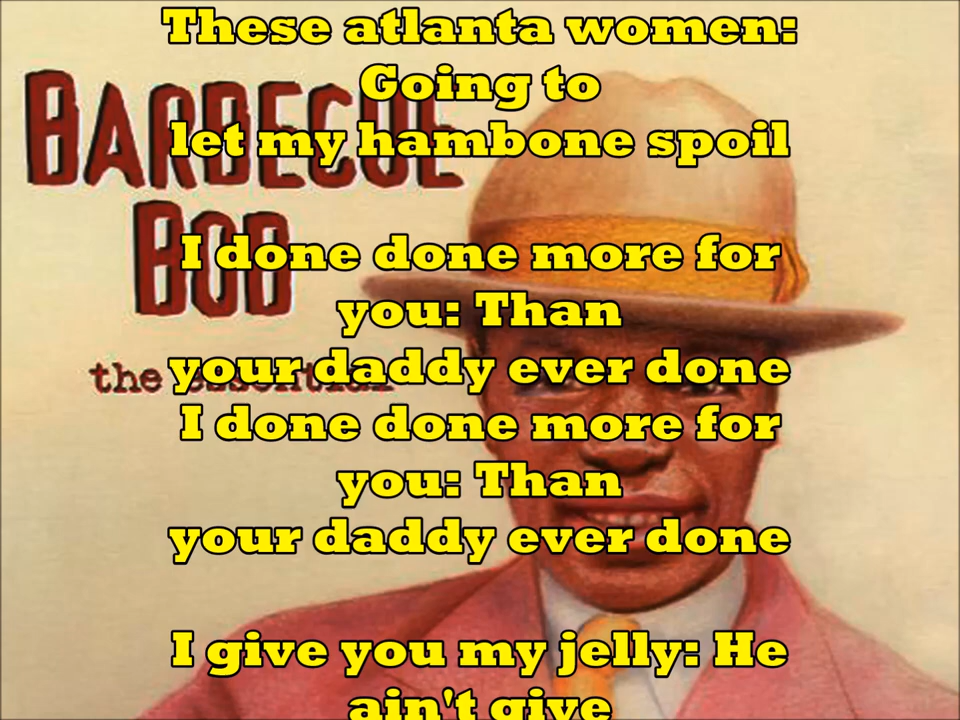 These atlanta women:
Going to
let my hambone spoil
BARBECUE
BOB
the essential
I done done more for
you: Than
your daddy ever done
I done done more for
you: Than
your daddy ever done
I give you my jelly: He
ain't give